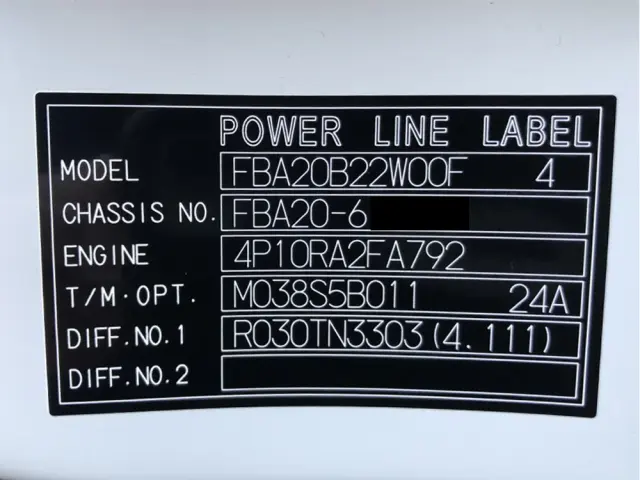 POWER LINE LABEL
MODEL FBA20B22W00F 4
CHASSIS NO. FBA20-6
ENGINE 4P10RA2FA792
T/M·OPT. M038S5B011 24A
DIFF.NO.1 R030TN3303(4.111)
DIFF.NO.2